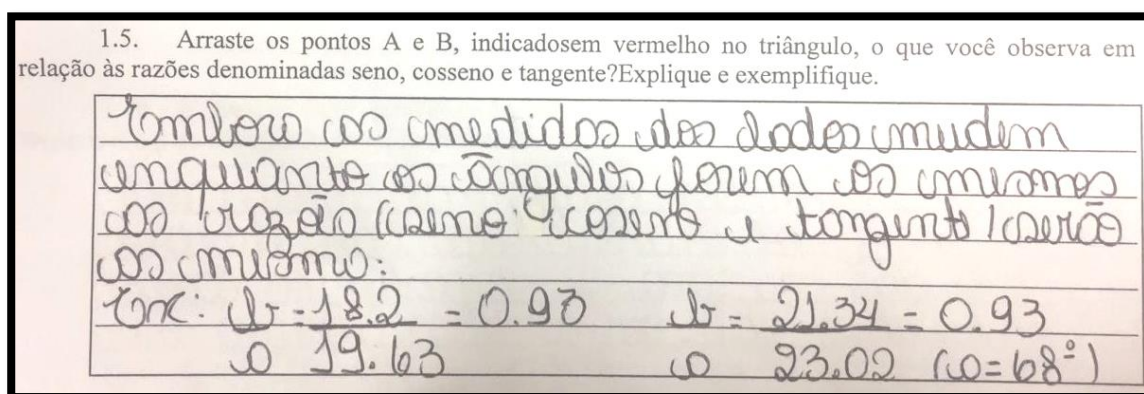 1.5. Arraste os pontos A e B, indicadosem vermelho no triângulo, o que você observa em
relação às razões denominadas seno, cosseno e tangente?Explique e exemplifique.
Embora as medidas dos lados mudem
enquanto os ângulos forem os mesmos
as razão (seno, coseno e tangente) serão
as mesmo:
Ex: b = 18.2 = 0.93 b = 21.34 = 0.93
a 19.63 a 23.02 (a=68º)